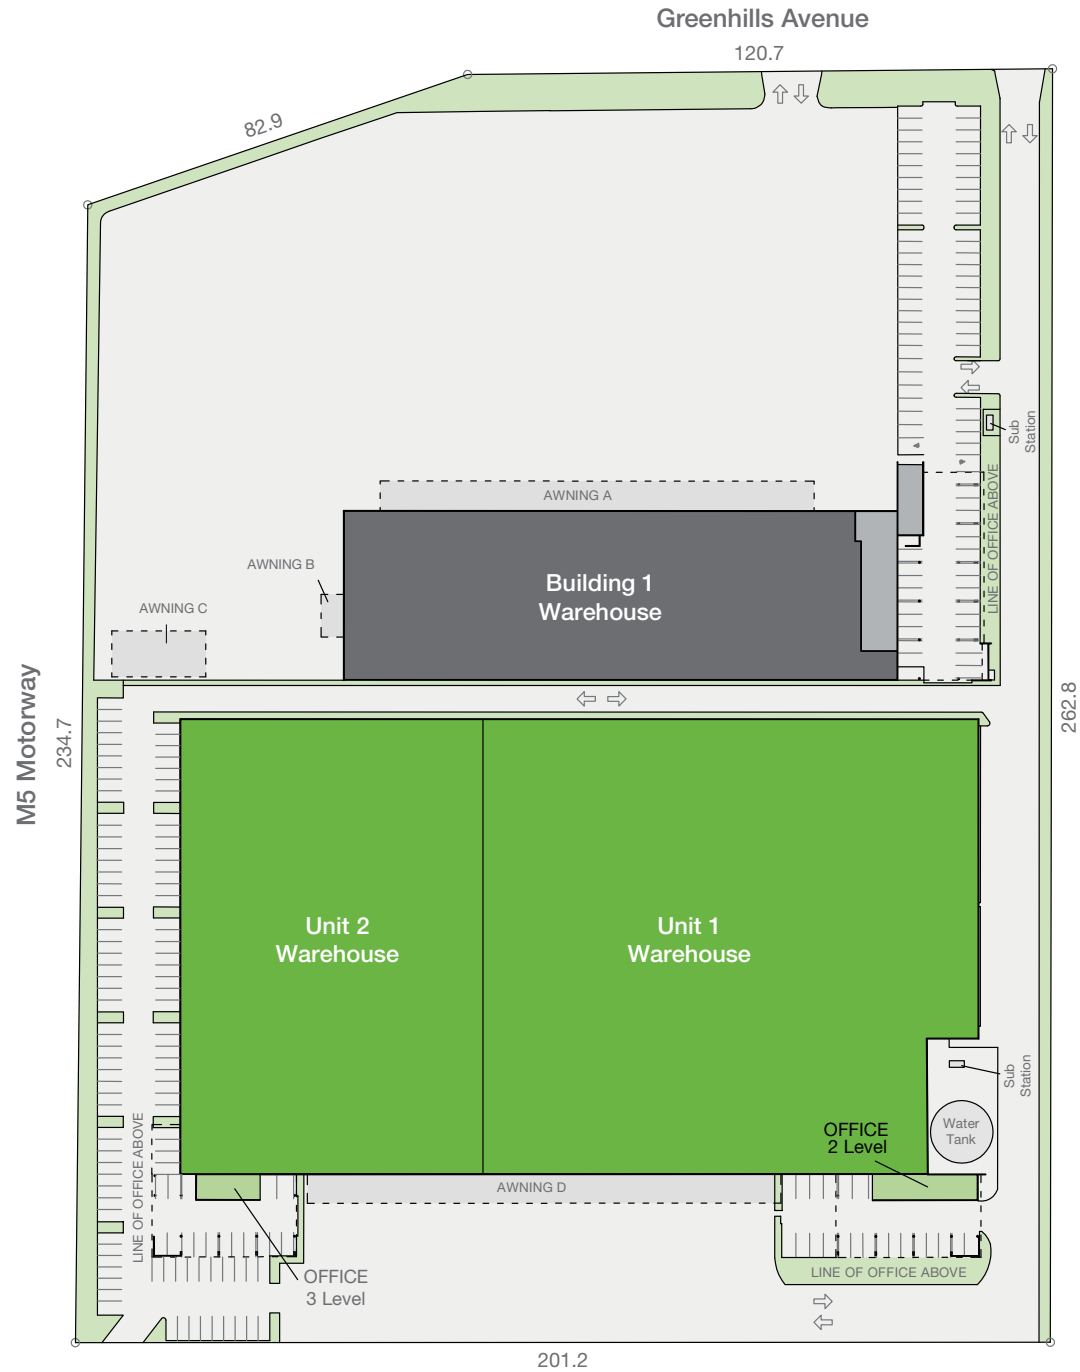 Greenhills Avenue
120.7
82.9
Sub
Station
LINE OF OFFICE ABOVE
AWNING A
AWNING B
Building 1
Warehouse
AWNING C
M5 Motorway
234.7
262.8
Unit 2
Warehouse
Unit 1
Warehouse
Sub
Station
Water
Tank
OFFICE
2 Level
LINE OF OFFICE ABOVE
AWNING D
OFFICE
3 Level
LINE OF OFFICE ABOVE
201.2